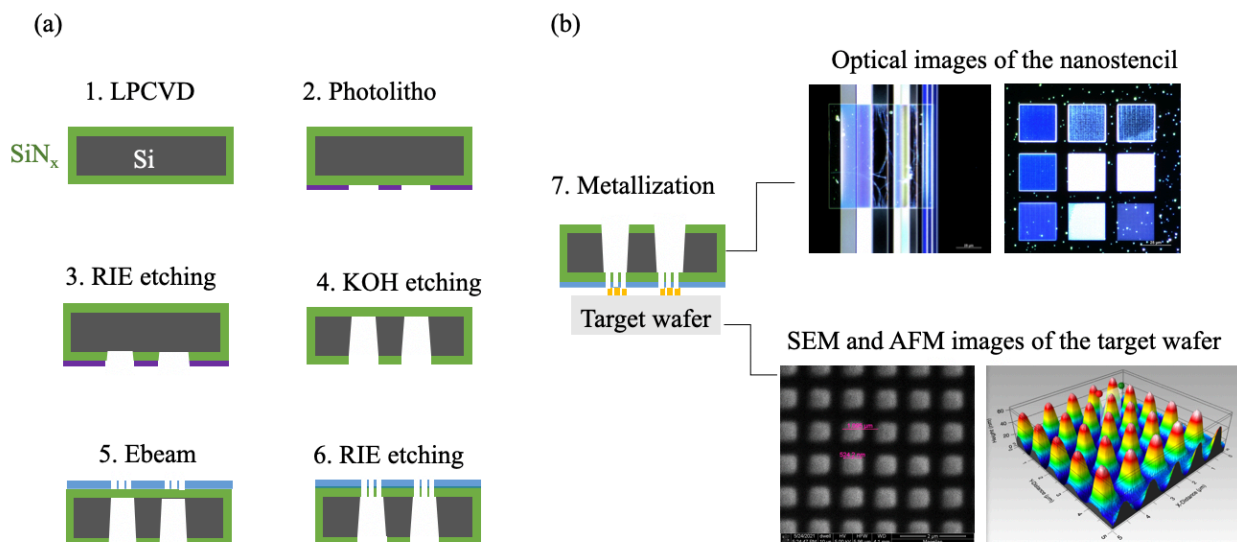 (a)
(b)
Optical images of the nanostencil
1. LPCVD
2. Photolitho
SiNx
Si
7. Metallization
3. RIE etching
4. KOH etching
Target wafer
SEM and AFM images of the target wafer
5. Ebeam
6. RIE etching